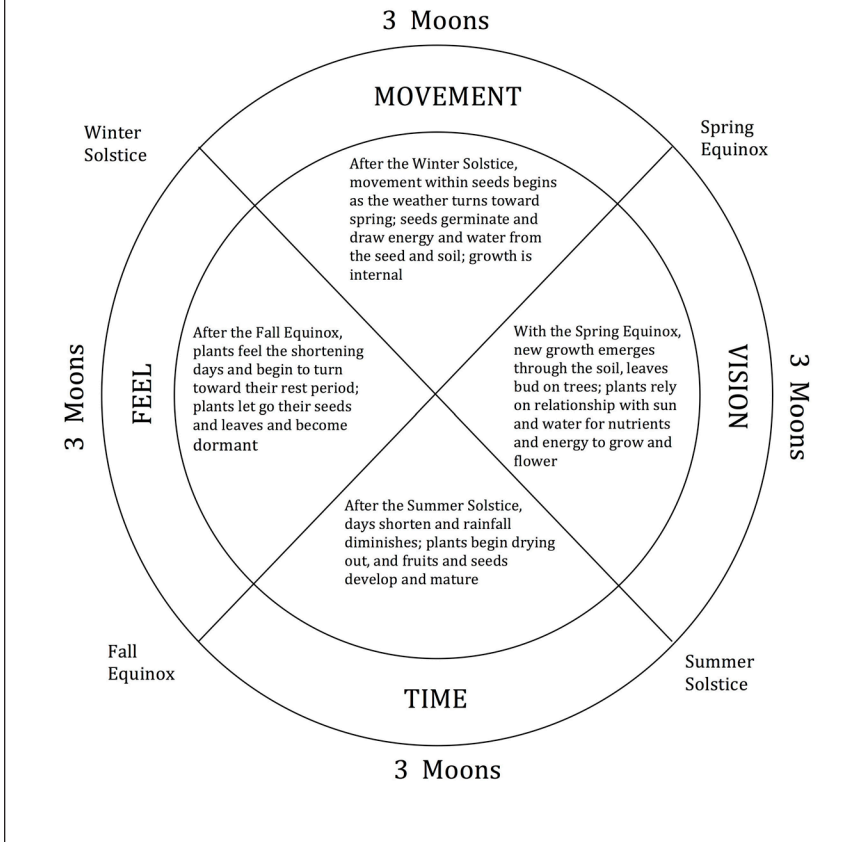 3 Moons
MOVEMENT
Winter
Solstice
Spring
Equinox
After the Winter Solstice,
movement within seeds begins
as the weather turns toward
spring; seeds germinate and
draw energy and water from
the seed and soil; growth is
internal
3 Moons
FEEL
After the Fall Equinox,
plants feel the shortening
days and begin to turn
toward their rest period;
plants let go their seeds
and leaves and become
dormant
With the Spring Equinox,
new growth emerges
through the soil, leaves
bud on trees; plants rely
on relationship with sun
and water for nutrients
and energy to grow and
flower
VISION
3 Moons
After the Summer Solstice,
days shorten and rainfall
diminishes; plants begin drying
out, and fruits and seeds
develop and mature
Fall
Equinox
Summer
Solstice
TIME
3 Moons